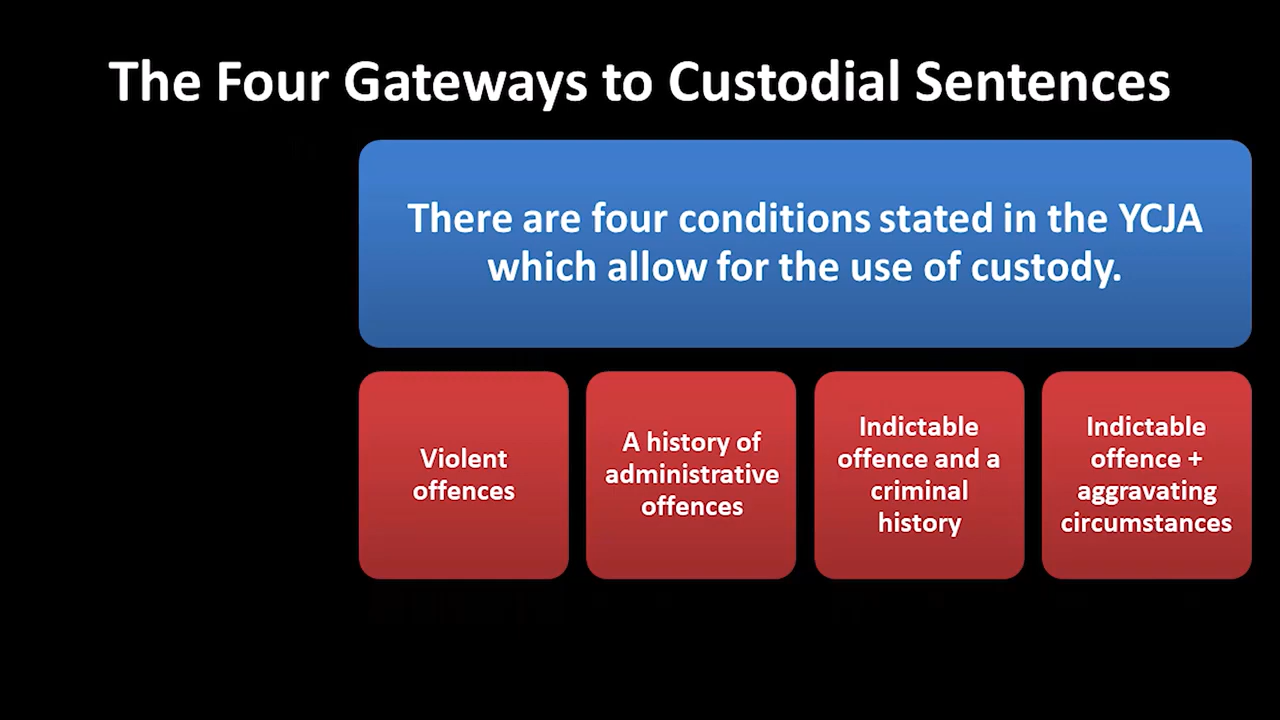 The Four Gateways to Custodial Sentences
There are four conditions stated in the YCJA
which allow for the use of custody.
Violent
offences
A history of
administrative
offences
Indictable
offence and a
criminal
history
Indictable
offence +
aggravating
circumstances